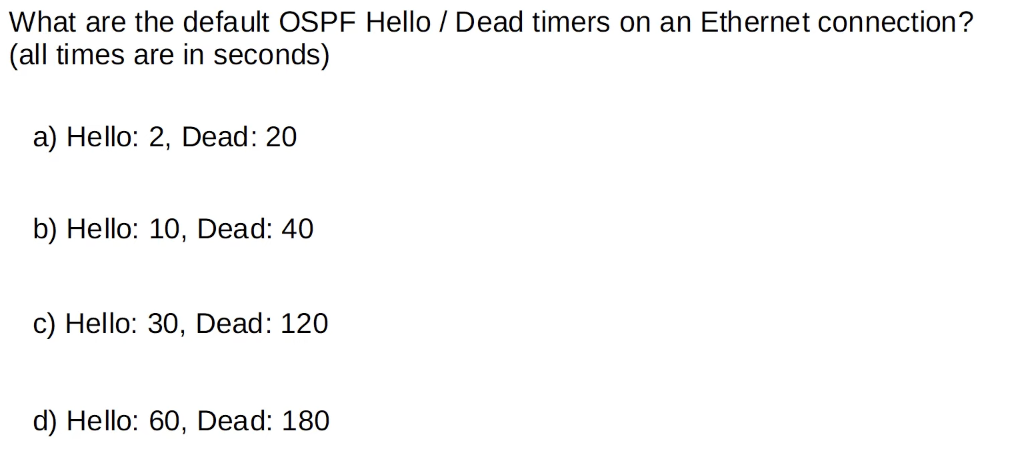 What are the default OSPF Hello / Dead timers on an Ethernet connection?
(all times are in seconds)
a) Hello: 2, Dead: 20
b) Hello: 10, Dead: 40
c) Hello: 30, Dead: 120
d) Hello: 60, Dead: 180